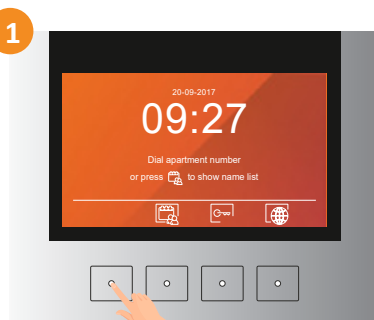 1
20-09-2017
09:27
Dial apartment number
or press to show name list